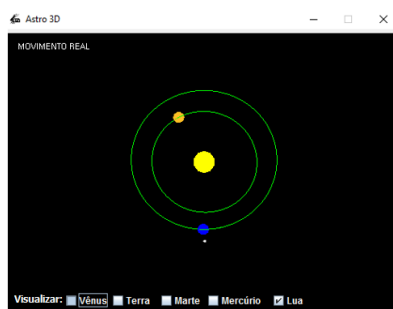 Astro 3D
MOVIMENTO REAL
Visualizar: Vênus Terra Marte Mercúrio Lua